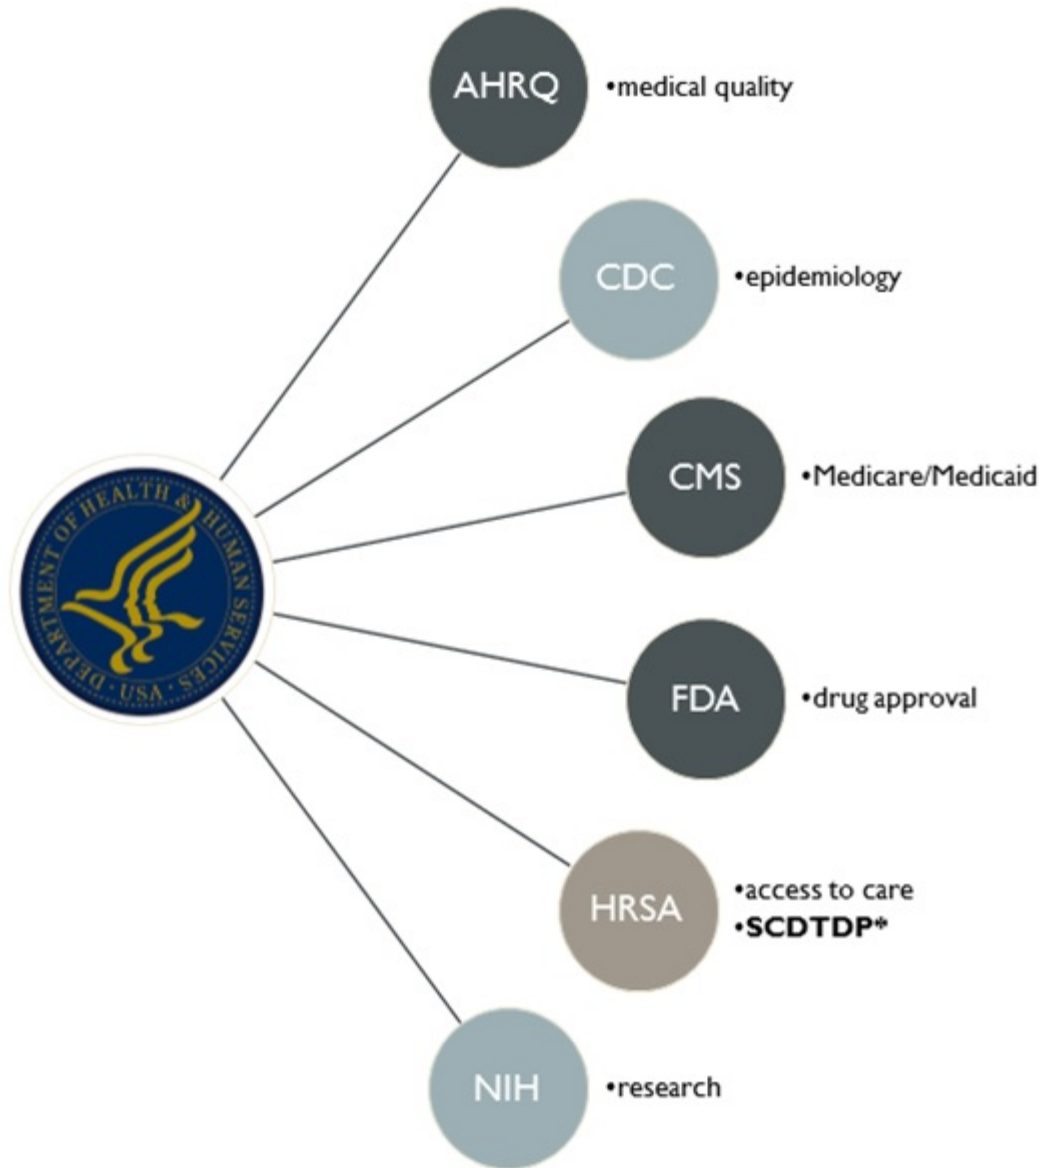 AHRQ
•medical quality
CDC
•epidemiology
CMS
•Medicare/Medicaid
DEPARTMENT OF HEALTH & HUMAN SERVICES · USA ·
FDA
•drug approval
HRSA
•access to care
•SCDTDP*
NIH
•research